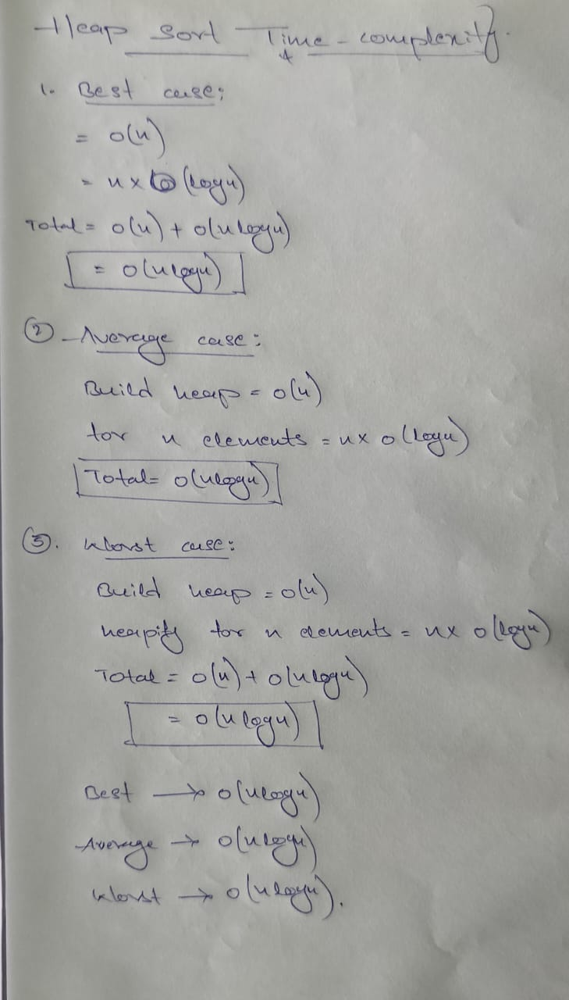 Heap Sort Time-complexity.
1. Best case:
= O(n)
= n × O(logn)
Total = O(n) + O(nlogn)
= O(nlogn)
② Average case:
Build heap = O(n)
for n elements = n× O(logn)
Total= O(nlogn)
③. Worst case:
Build heap = O(n)
heapify for n elements = n× O(logn)
Total = O(n) + O(nlogn)
= O(nlogn)
Best → O(nlogn)
Average → O(nlogn)
Worst → O(nlogn).